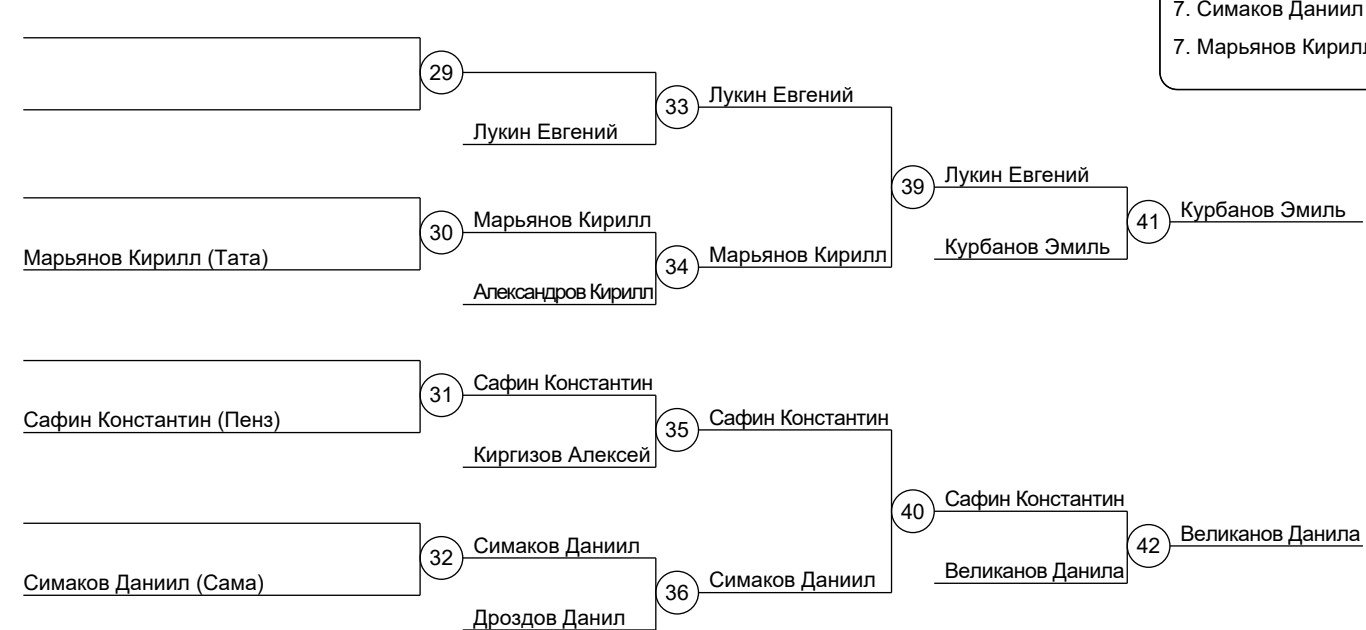 7. Симаков Даниил
7. Марьянов Кирилл
29
33
Лукин Евгений
Лукин Евгений
39
Лукин Евгений
30
Марьянов Кирилл
41
Курбанов Эмиль
Марьянов Кирилл (Тата)
34
Марьянов Кирилл
Курбанов Эмиль
Александров Кирилл
31
Сафин Константин
35
Сафин Константин
Сафин Константин (Пенз)
Киргизов Алексей
40
Сафин Константин
32
Симаков Даниил
42
Великанов Данила
Симаков Даниил (Сама)
36
Симаков Даниил
Великанов Данила
Дроздов Данил